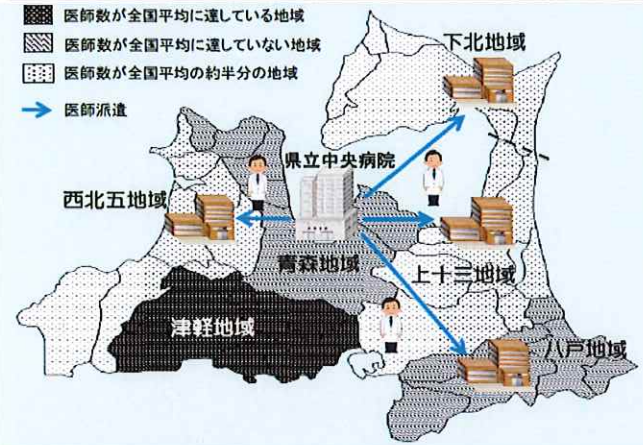 医師数が全国平均に達している地域
医師数が全国平均に達していない地域
医師数が全国平均の約半分の地域
医師派遣
下北地域
県立中央病院
西北五地域
青森地域
上十三地域
津軽地域
八戸地域